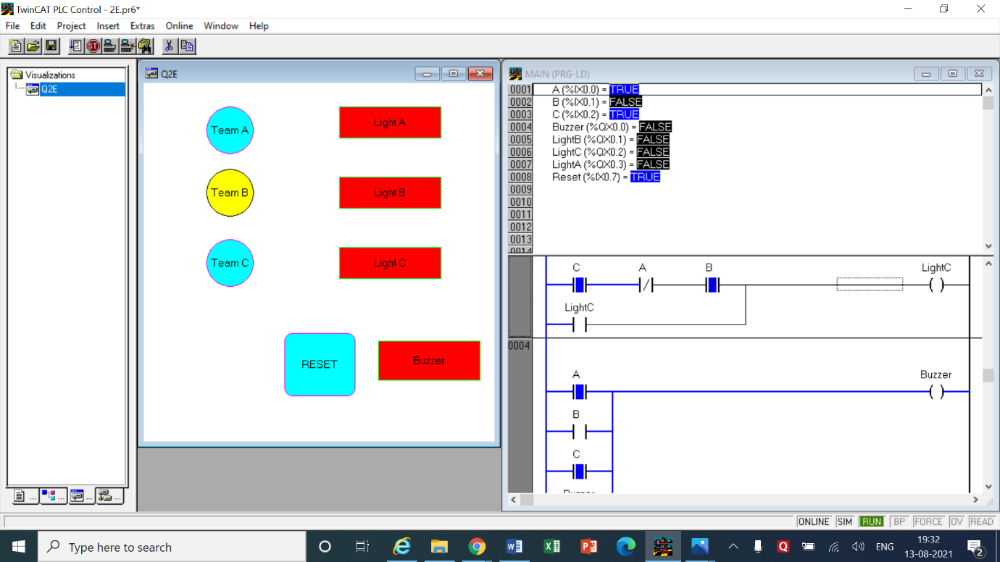 TwinCAT PLC Control - 2E.pr6*
File Edit Project Insert Extras Online Window Help
Visualizations
Q2E
... ... ... ...
Q2E
Team A
Light A
Team B
Light B
Team C
Light C
RESET
Buzzer
MAIN (PRG-LD)
0001 A (%IX0.0) = TRUE
0002 B (%IX0.1) = FALSE
0003 C (%IX0.2) = TRUE
0004 Buzzer (%QX0.0) = FALSE
0005 LightB (%QX0.1) = FALSE
0006 LightC (%QX0.2) = FALSE
0007 LightA (%QX0.3) = FALSE
0008 Reset (%IX0.7) = TRUE
0009
0010
0011
0012
0013
0014
C A B LightC
LightC
0004
A Buzzer
B
C
Buzzer
ONLINE SIM RUN BP FORCE OV READ
Type here to search
ENG
19:32
13-08-2021
2